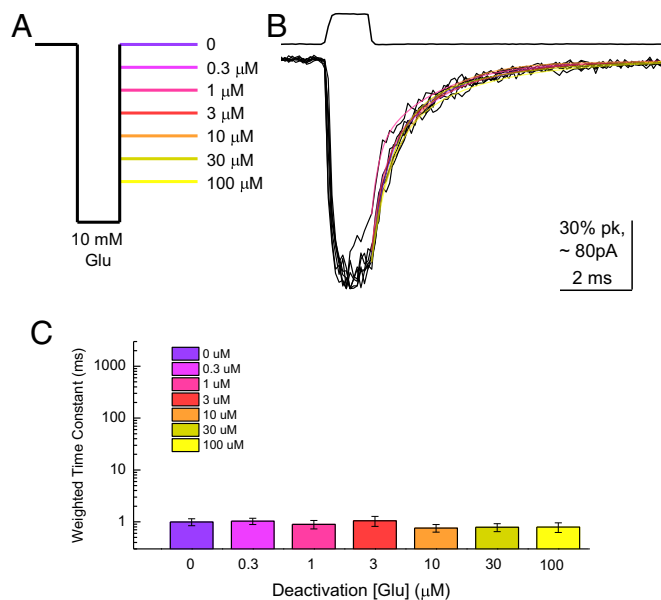 A
0
0.3 μM
1 μM
3 μM
10 μM
30 μM
100 μM
10 mM
Glu
B
30% pk,
~ 80pA
2 ms
C
Weighted Time Constant (ms)
1000
100
10
1
0 uM
0.3 uM
1 uM
3 uM
10 uM
30 uM
100 uM
0 0.3 1 3 10 30 100
Deactivation [Glu] (μM)